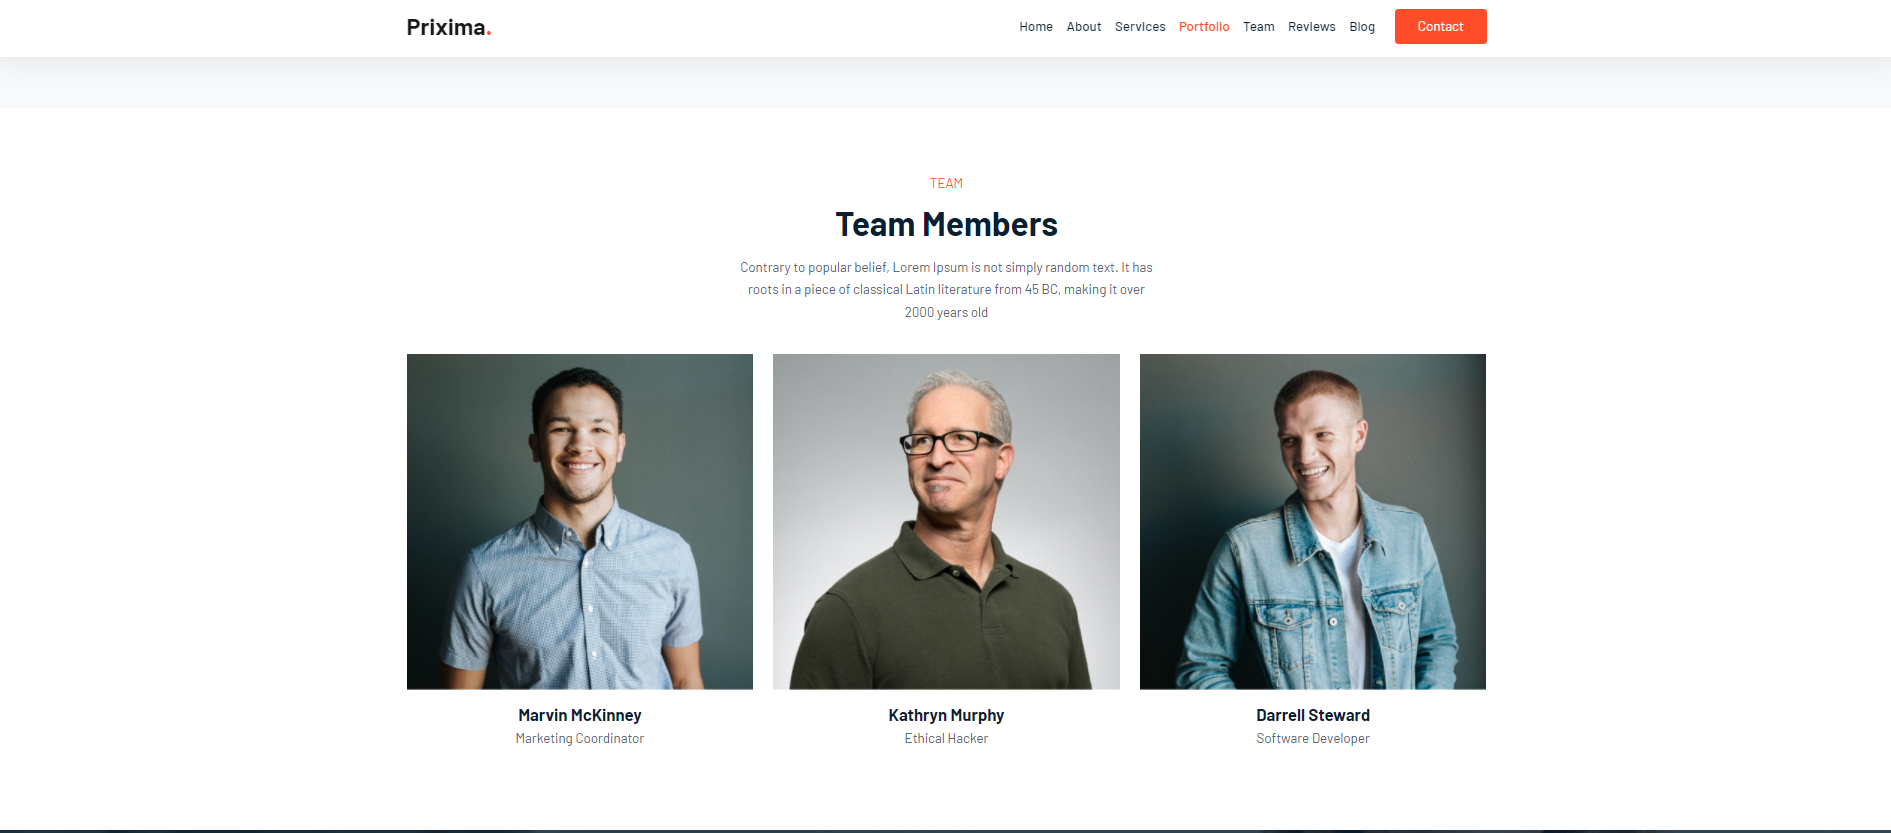 Prixima.
Home About Services Portfolio Team Reviews Blog Contact
TEAM
Team Members
Contrary to popular belief, Lorem Ipsum is not simply random text. It has
roots in a piece of classical Latin literature from 45 BC, making it over
2000 years old
Marvin McKinney
Marketing Coordinator
Kathryn Murphy
Ethical Hacker
Darrell Steward
Software Developer